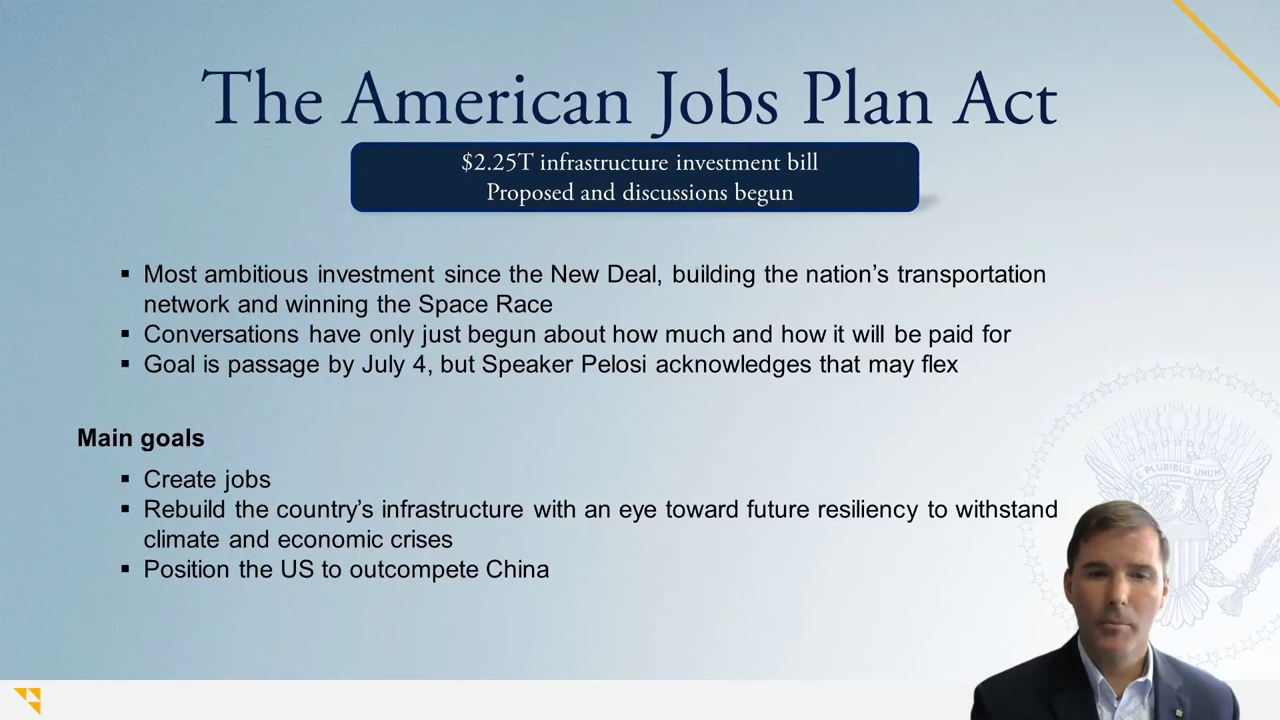 The American Jobs Plan Act
$2.25T infrastructure investment bill
Proposed and discussions begun
▪ Most ambitious investment since the New Deal, building the nation’s transportation
network and winning the Space Race
▪ Conversations have only just begun about how much and how it will be paid for
▪ Goal is passage by July 4, but Speaker Pelosi acknowledges that may flex
Main goals
▪ Create jobs
▪ Rebuild the country’s infrastructure with an eye toward future resiliency to withstand
climate and economic crises
▪ Position the US to outcompete China
E PLURIBUS UNUM